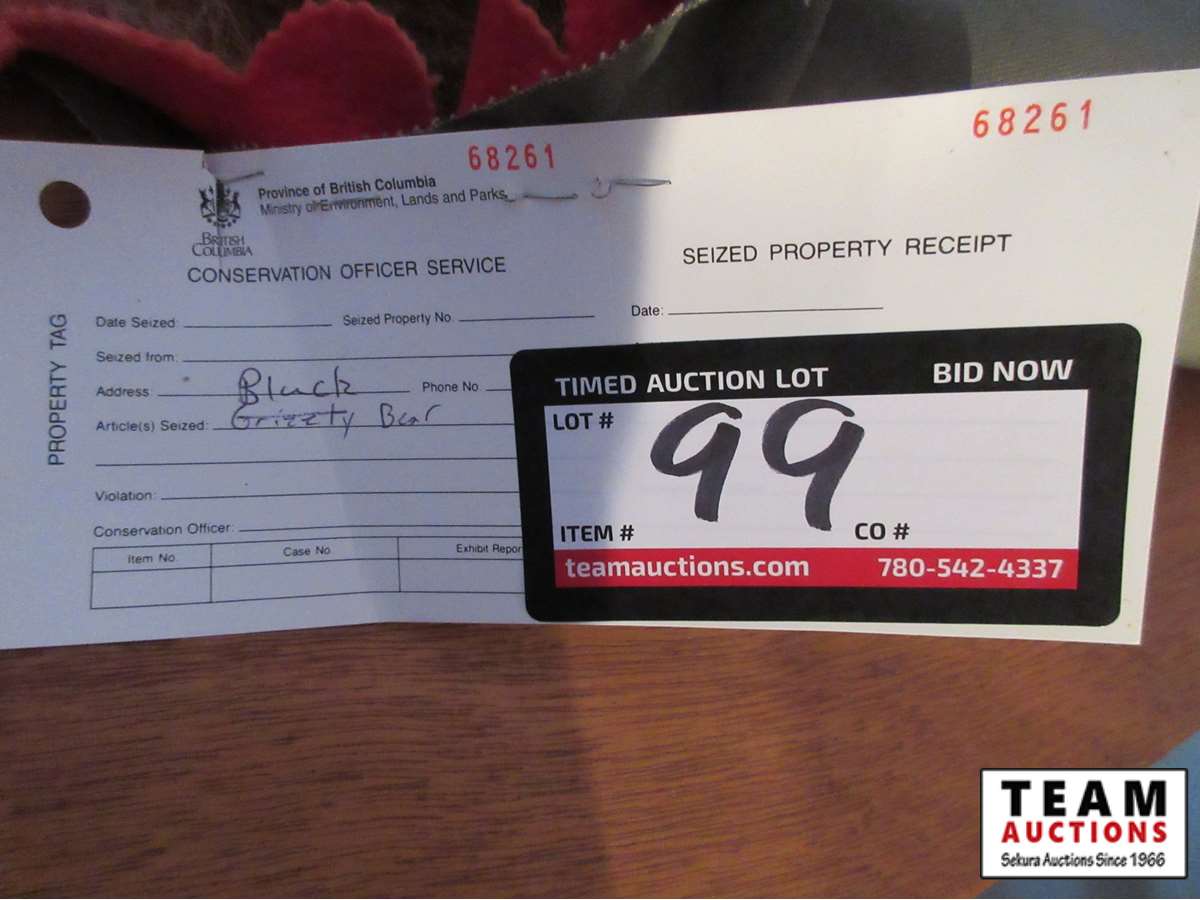 68261
68261
Province of British Columbia
Ministry of Environment, Lands and Parks
BRITISH
COLUMBIA
CONSERVATION OFFICER SERVICE
SEIZED PROPERTY RECEIPT
PROPERTY TAG
Date Seized: Seized Property No.
Date:
Seized from:
Address: Phone No.
Black
Article(s) Seized: Grizzly Bear
Violation:
Conservation Officer:
Item No. Case No. Exhibit Repor
TIMED AUCTION LOT BID NOW
LOT # 99
ITEM # CO #
teamauctions.com 780-542-4337
TEAM
AUCTIONS
Sekura Auctions Since 1966